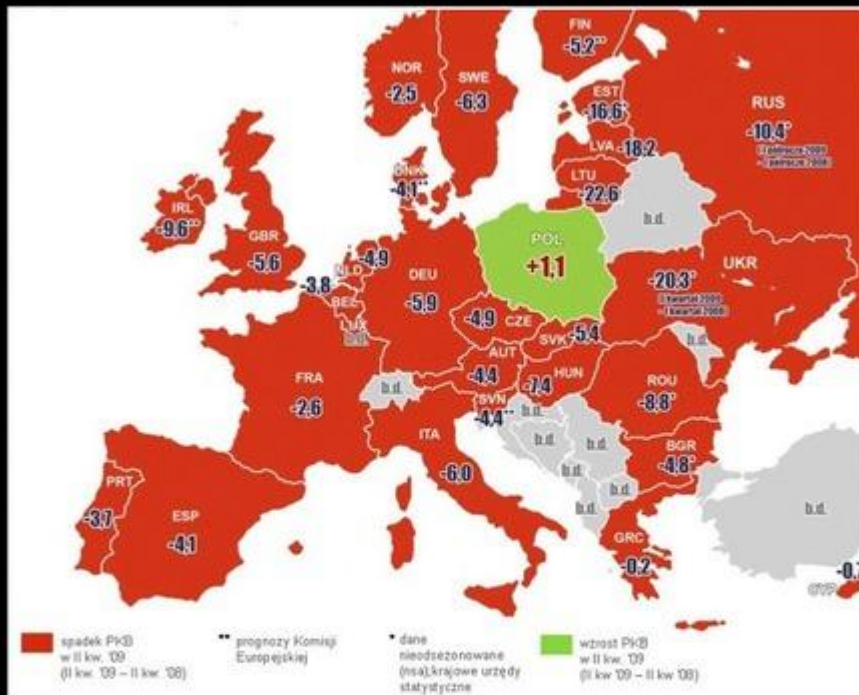 FIN
-5,2**
NOR
-2,5
SWE
-6,3
EST
-16,6*
RUS
-10,4*
LVA -18,2
LTU
-22,6
DNK
-4,1**
b.d.
IRL
-9,6**
GBR
-5,6
POL
+1,1
NLD -4,9
DEU
-5,9
UKR
-20,3*
-3,8
BEL
LUX
b.d.
-4,9 CZE
SVK -5,4
b.d.
AUT
-4,4
HUN
-7,4
FRA
-2,6
b.d.
SVN
-4,4**
b.d.
ROU
-8,8*
ITA
-6,0
b.d.
b.d.
BGR
-4,8*
b.d.
b.d.
b.d.
PRT
-3,7
ESP
-4,1
b.d.
GRC
-0,2
CYP
spadek PKB
w II kw. '09
(II kw. '09 – II kw. '08)
** prognozy Komisji
Europejskiej
* dane
nieodsezonowane
(nsa),krajowe urzędy
statystyczne
wzrost PKB
w II kw. '09
(II kw '09 – II kw '08)